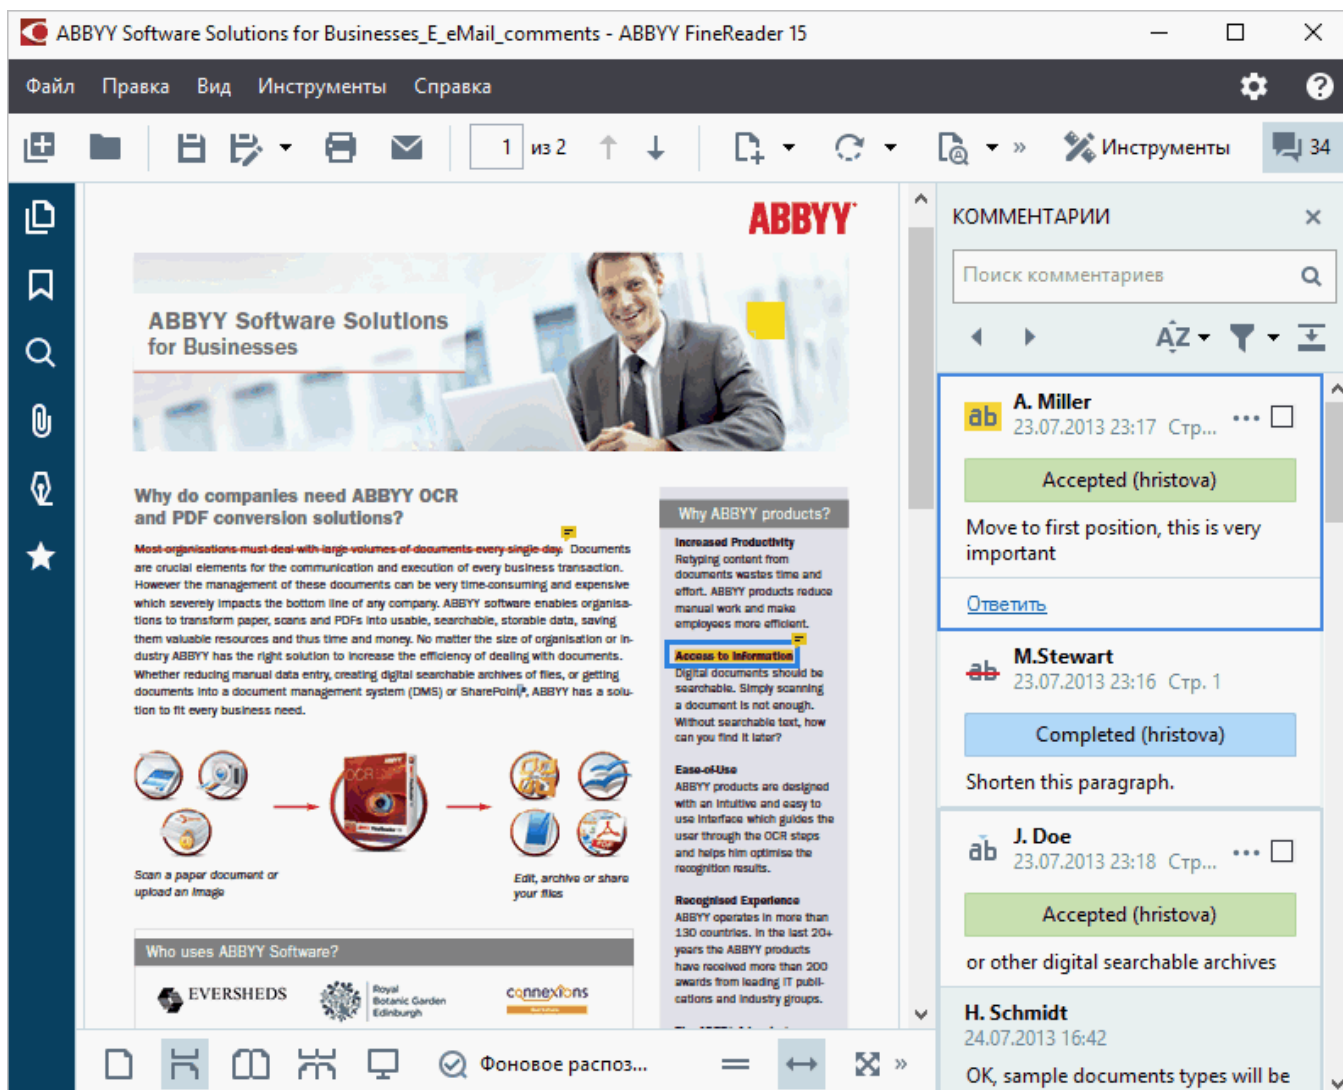 ABBYY Software Solutions for Businesses_E_eMail_comments - ABBYY FineReader 15
Файл Правка Вид Инструменты Справка
1 из 2 Инструменты 34
ABBYY
ABBYY Software Solutions
for Businesses
Why do companies need ABBYY OCR
and PDF conversion solutions?
Most organisations must deal with large volumes of documents every single day. Documents
are crucial elements for the communication and execution of every business transaction.
However the management of these documents can be very time-consuming and expensive
which severely impacts the bottom line of any company. ABBYY software enables organisa-
tions to transform paper, scans and PDFs into usable, searchable, storable data, saving
them valuable resources and thus time and money. No matter the size of organisation or in-
dustry ABBYY has the right solution to increase the efficiency of dealing with documents.
Whether reducing manual data entry, creating digital searchable archives of files, or getting
documents into a document management system (DMS) or SharePoint®, ABBYY has a solu-
tion to fit every business need.
Scan a paper document or
upload an image
Edit, archive or share
your files
Who uses ABBYY Software?
EVERSHEDS
Royal
Botanic Garden
Edinburgh
connexions
Why ABBYY products?
Increased Productivity
Retyping content from
documents wastes time and
effort. ABBYY products reduce
manual work and make
employees more efficient.
Access to Information
Digital documents should be
searchable. Simply scanning
a document is not enough.
Without searchable text, how
can you find it later?
Ease-of-Use
ABBYY products are designed
with an intuitive and easy to
use interface which guides the
user through the OCR steps
and helps him optimise the
recognition results.
Recognised Experience
ABBYY operates in more than
130 countries. In the last 20+
years the ABBYY products
have received more than 200
awards from leading IT publi-
cations and industry groups.
КОММЕНТАРИИ
Поиск комментариев
AZ
ab A. Miller
23.07.2013 23:17 Стр...
Accepted (hristova)
Move to first position, this is very
important
Ответить
ab M.Stewart
23.07.2013 23:16 Стр. 1
Completed (hristova)
Shorten this paragraph.
ab J. Doe
23.07.2013 23:18 Стр...
Accepted (hristova)
or other digital searchable archives
H. Schmidt
24.07.2013 16:42
OK, sample documents types will be
Фоновое распоз...